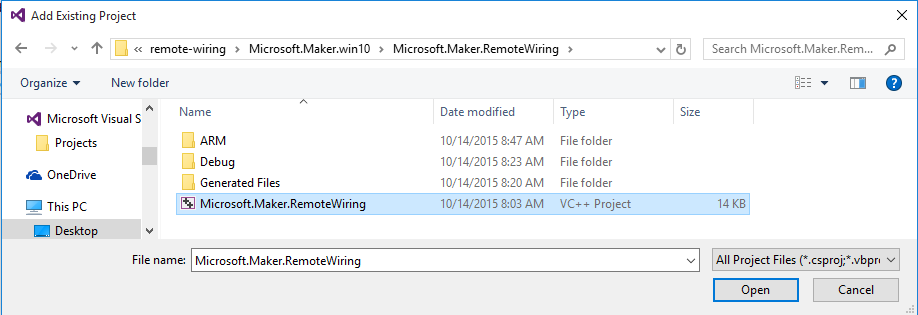 Add Existing Project
« remote-wiring > Microsoft.Maker.win10 > Microsoft.Maker.RemoteWiring > Search Microsoft.Maker.Rem...
Organize New folder
Name Date modified Type Size
Microsoft Visual S
Projects
OneDrive
This PC
Desktop
ARM 10/14/2015 8:47 AM File folder
Debug 10/14/2015 8:23 AM File folder
Generated Files 10/14/2015 8:20 AM File folder
Microsoft.Maker.RemoteWiring 10/14/2015 8:03 AM VC++ Project 14 KB
File name: Microsoft.Maker.RemoteWiring All Project Files (*.csproj;*.vbpro
Open Cancel